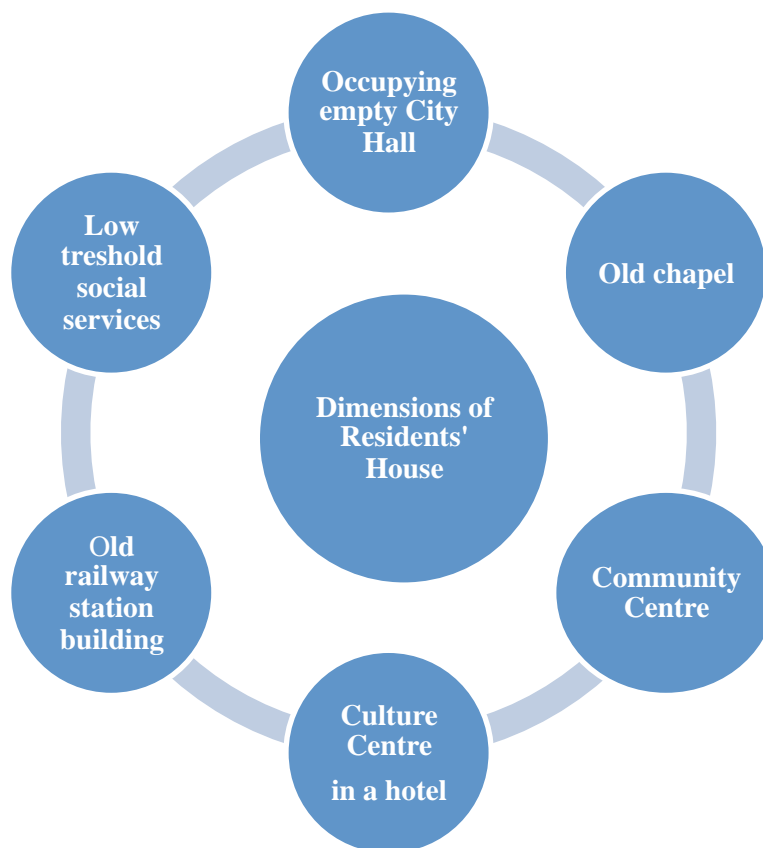 Occupying
empty City
Hall
Low
treshold
social
services
Old chapel
Dimensions of
Residents'
House
Old
railway
station
building
Community
Centre
Culture
Centre
in a hotel